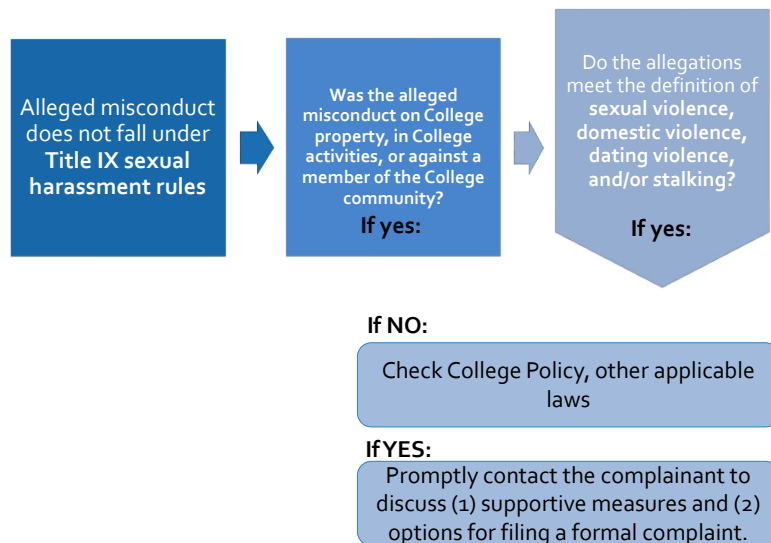 Alleged misconduct
does not fall under
Title IX sexual
harassment rules
Was the alleged
misconduct on College
property, in College
activities, or against a
member of the College
community?
If yes:
Do the allegations
meet the definition of
sexual violence,
domestic violence,
dating violence,
and/or stalking?
If yes:
If NO:
Check College Policy, other applicable
laws
If YES:
Promptly contact the complainant to
discuss (1) supportive measures and (2)
options for filing a formal complaint.